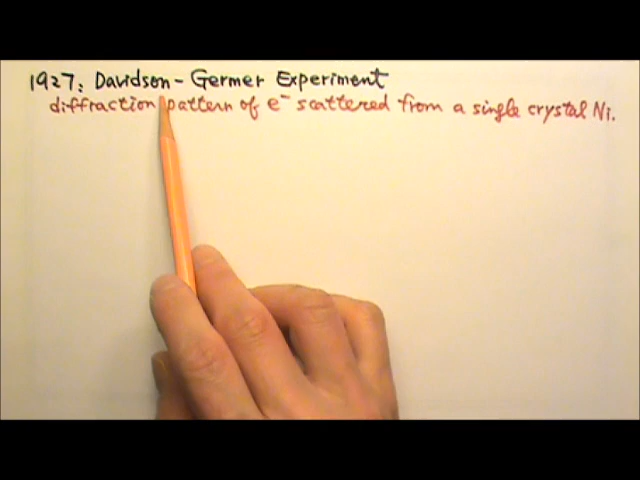 1927: Davidson - Germer Experiment
diffraction pattern of e⁻ scattered from a single crystal Ni.